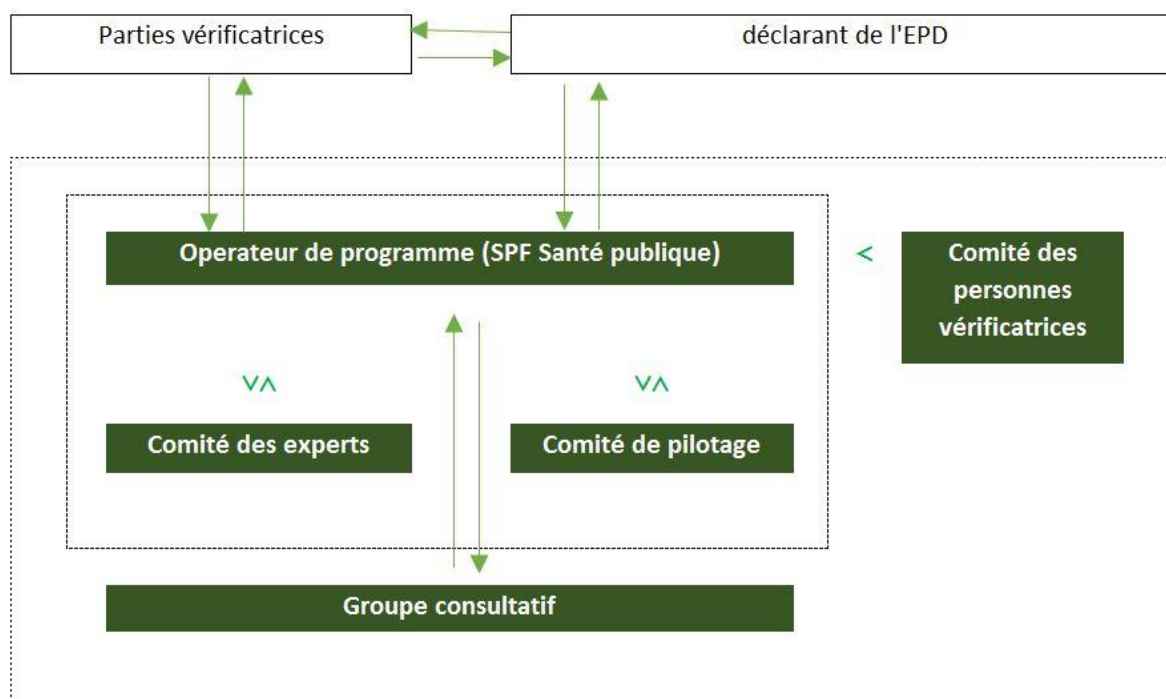 Parties vérificatrices
déclarant de l'EPD
Operateur de programme (SPF Santé publique)
<
Comité des
personnes
vérificatrices
∨∧
∨∧
Comité des experts
Comité de pilotage
Groupe consultatif